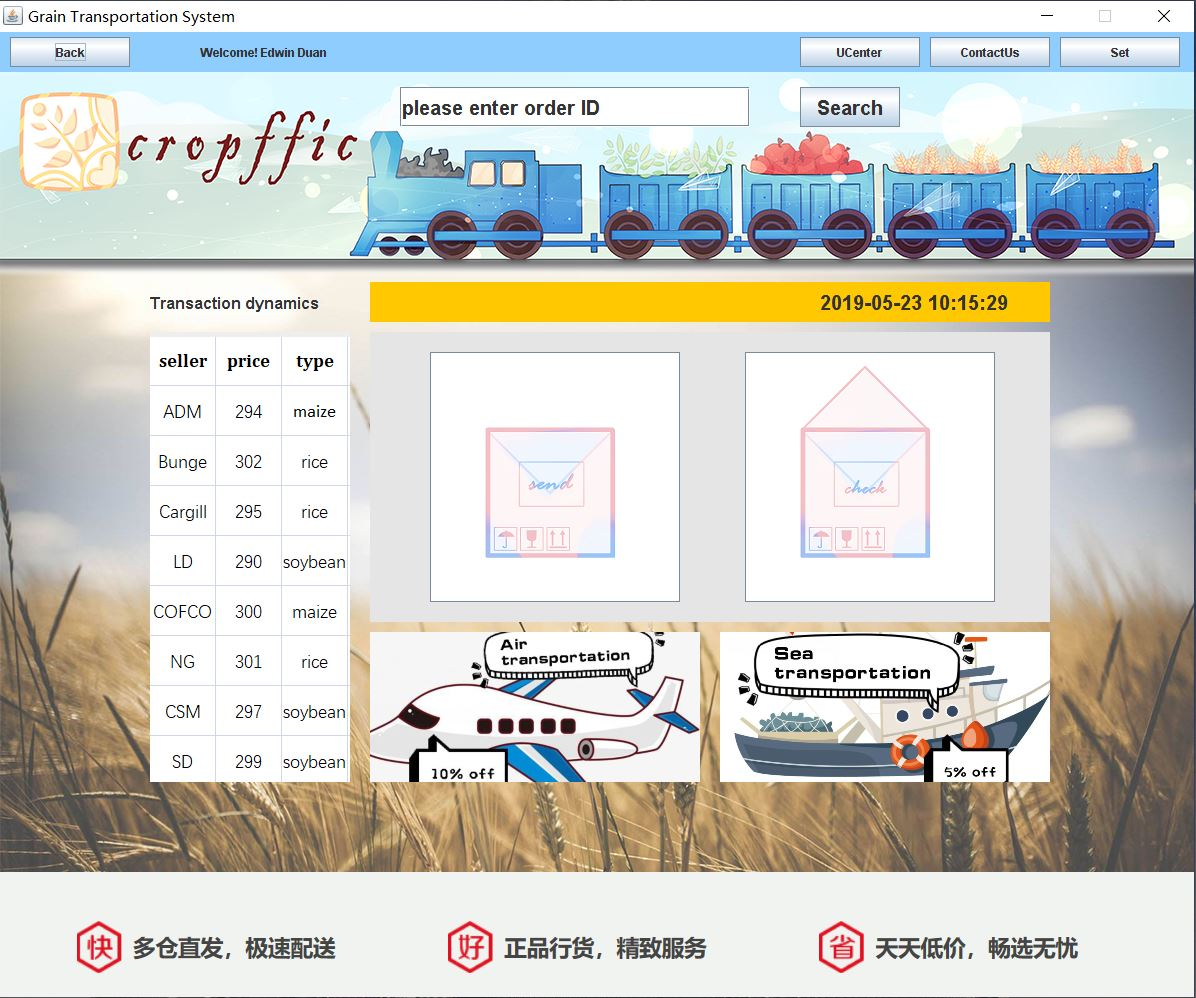 Grain Transportation System
Back
Welcome! Edwin Duan
UCenter
ContactUs
Set
please enter order ID
Search
cropffic
Transaction dynamics
2019-05-23 10:15:29
seller price type
ADM 294 maize
Bunge 302 rice
Cargill 295 rice
LD 290 soybean
COFCO 300 maize
NG 301 rice
CSM 297 soybean
SD 299 soybean
send
check
Air
transportation
10% off
Sea
transportation
5% off
快 多仓直发，极速配送
好 正品行货，精致服务
省 天天低价，畅选无忧